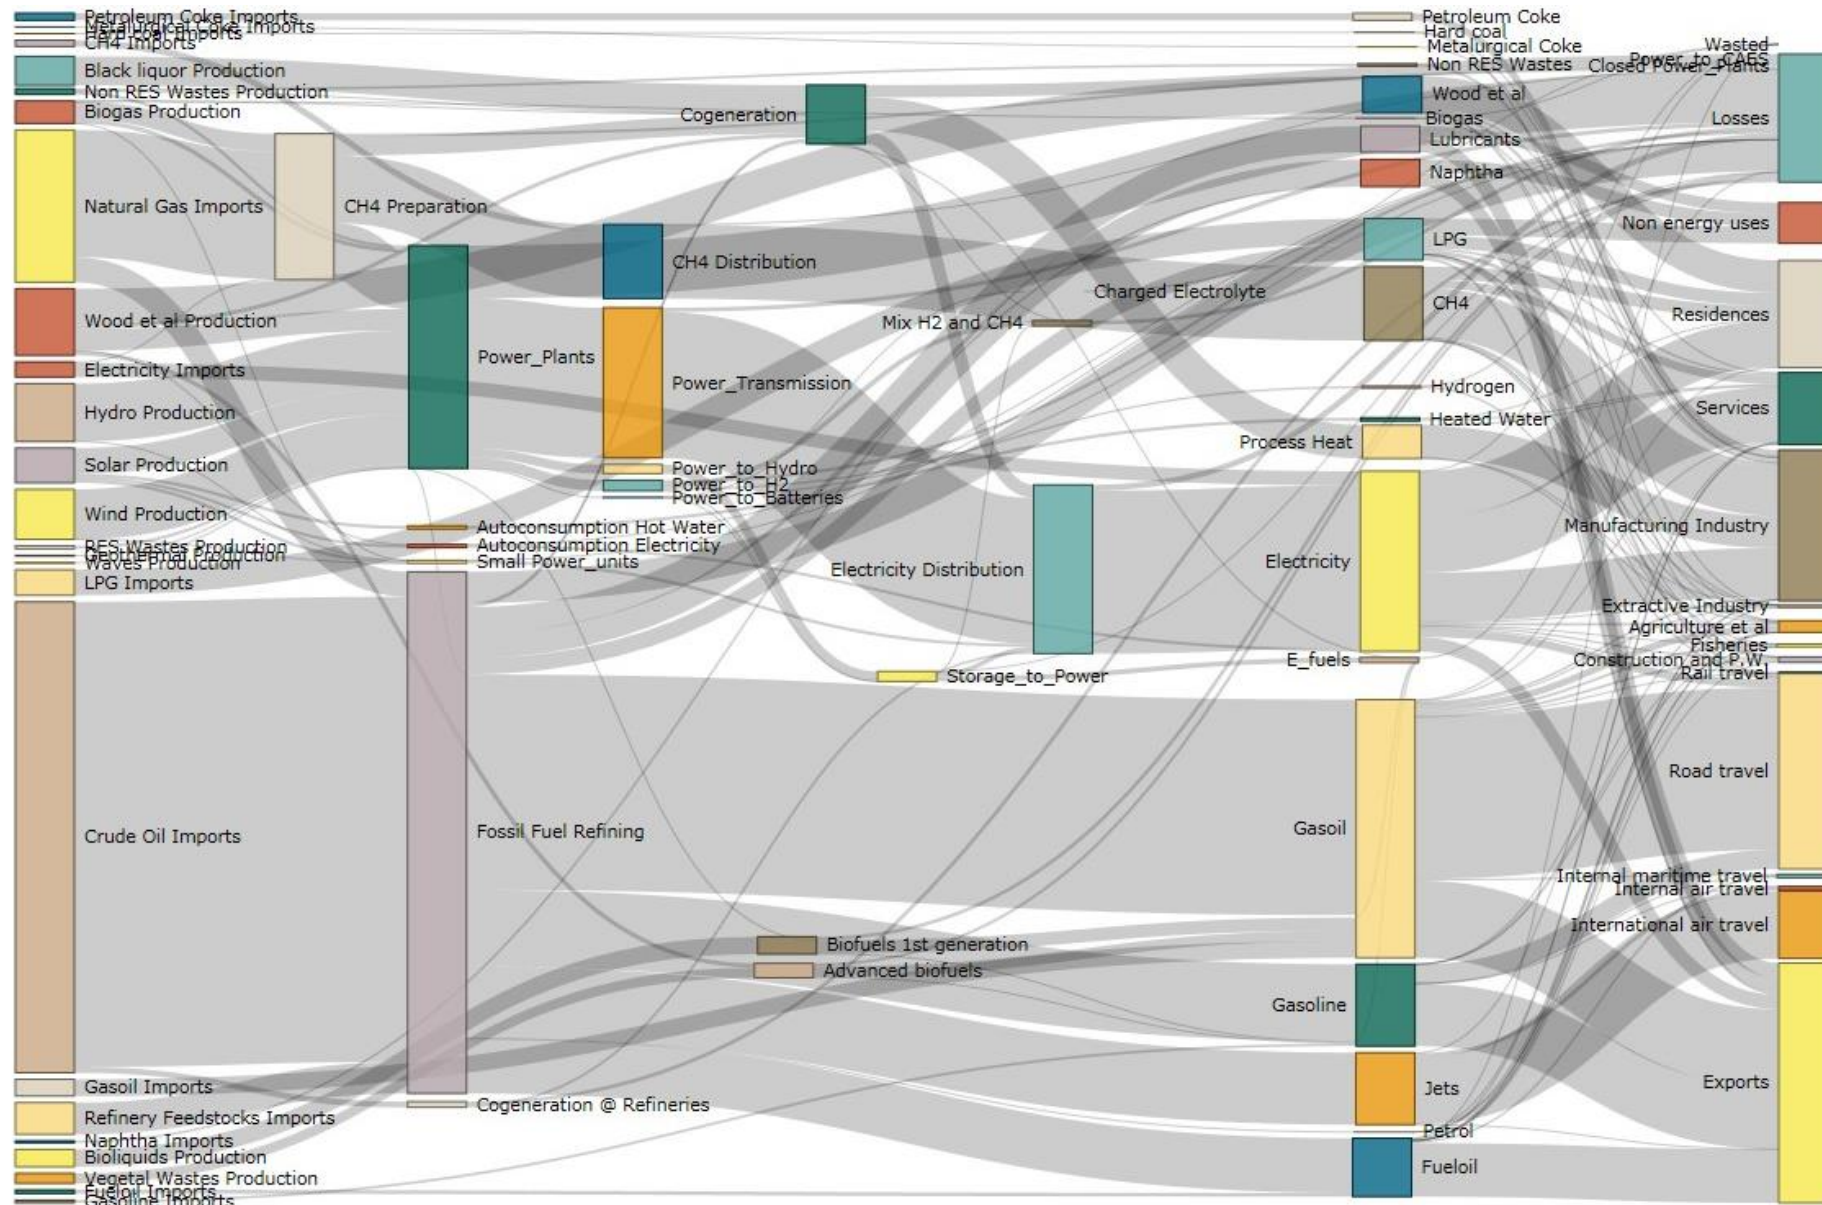 Petroleum Coke Imports
Metalurgical Coke Imports
Hard coal Imports
CH4 Imports
Black liquor Production
Non RES Wastes Production
Biogas Production
Natural Gas Imports
Wood et al Production
Electricity Imports
Hydro Production
Solar Production
Wind Production
RES Wastes Production
Geothermal Production
Waves Production
LPG Imports
Crude Oil Imports
Gasoil Imports
Refinery Feedstocks Imports
Naphtha Imports
Bioliquids Production
Vegetal Wastes Production
Fueloil Imports
Gasoline Imports
CH4 Preparation
Power_Plants
Autoconsumption Hot Water
Autoconsumption Electricity
Small Power_units
Fossil Fuel Refining
Cogeneration @ Refineries
CH4 Distribution
Power_Transmission
Power_to_Hydro
Power_to_H2
Power_to_Batteries
Cogeneration
Biofuels 1st generation
Advanced biofuels
Storage_to_Power
Charged Electrolyte
Mix H2 and CH4
Electricity Distribution
Petroleum Coke
Hard coal
Metalurgical Coke
Non RES Wastes
Wood et al
Biogas
Lubricants
Naphtha
LPG
CH4
Hydrogen
Heated Water
Process Heat
Electricity
E_fuels
Gasoil
Gasoline
Jets
Petrol
Fueloil
Wasted
Power_to_CAES
Closed Power_Plants
Losses
Non energy uses
Residences
Services
Manufacturing Industry
Extractive Industry
Agriculture et al
Fisheries
Construction and P.W.
Rail travel
Road travel
Internal maritime travel
Internal air travel
International air travel
Exports